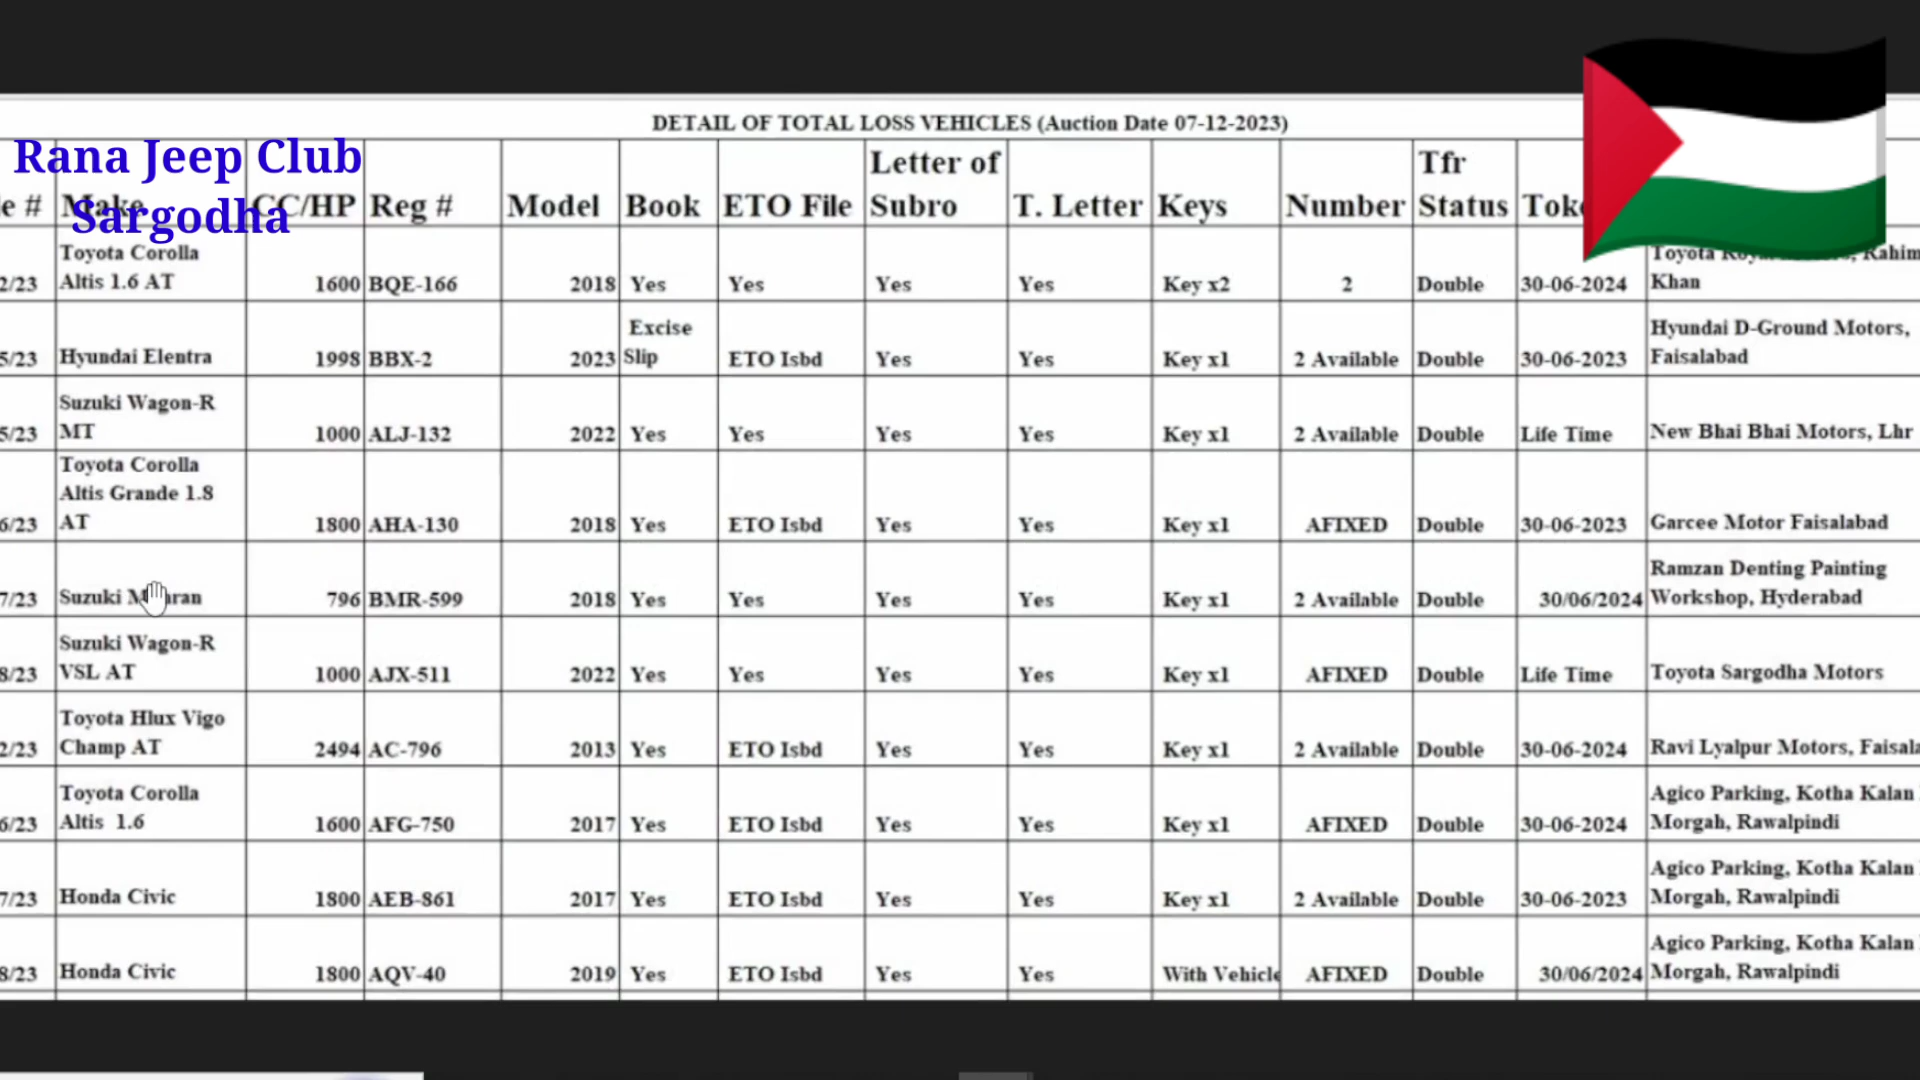 DETAIL OF TOTAL LOSS VEHICLES (Auction Date 07-12-2023)
Rana Jeep Club
Sargodha
e # Make CC/HP Reg # Model Book ETO File Letter of Subro T. Letter Keys Number Tfr Status
2/23 Toyota Corolla Altis 1.6 AT 1600 BQE-166 2018 Yes Yes Yes Yes Key x2 2 Double 30-06-2024 Toyota Khan
5/23 Hyundai Elentra 1998 BBX-2 2023 Excise Slip ETO Isbd Yes Yes Key x1 2 Available Double 30-06-2023 Hyundai D-Ground Motors, Faisalabad
5/23 Suzuki Wagon-R MT 1000 ALJ-132 2022 Yes Yes Yes Yes Key x1 2 Available Double Life Time New Bhai Bhai Motors, Lhr
6/23 Toyota Corolla Altis Grande 1.8 AT 1800 AHA-130 2018 Yes ETO Isbd Yes Yes Key x1 AFIXED Double 30-06-2023 Garcee Motor Faisalabad
7/23 Suzuki 796 BMR-599 2018 Yes Yes Yes Yes Key x1 2 Available Double 30/06/2024 Ramzan Denting Painting Workshop, Hyderabad
8/23 Suzuki Wagon-R VSL AT 1000 AJX-511 2022 Yes Yes Yes Yes Key x1 AFIXED Double Life Time Toyota Sargodha Motors
2/23 Toyota Hlux Vigo Champ AT 2494 AC-796 2013 Yes ETO Isbd Yes Yes Key x1 2 Available Double 30-06-2024 Ravi Lyalpur Motors, Faisala
6/23 Toyota Corolla Altis 1.6 1600 AFG-750 2017 Yes ETO Isbd Yes Yes Key x1 AFIXED Double 30-06-2024 Agico Parking, Kotha Kalan Morgah, Rawalpindi
7/23 Honda Civic 1800 AEB-861 2017 Yes ETO Isbd Yes Yes Key x1 2 Available Double 30-06-2023 Agico Parking, Kotha Kalan Morgah, Rawalpindi
8/23 Honda Civic 1800 AQV-40 2019 Yes ETO Isbd Yes Yes With Vehicle AFIXED Double 30/06/2024 Agico Parking, Kotha Kalan Morgah, Rawalpindi